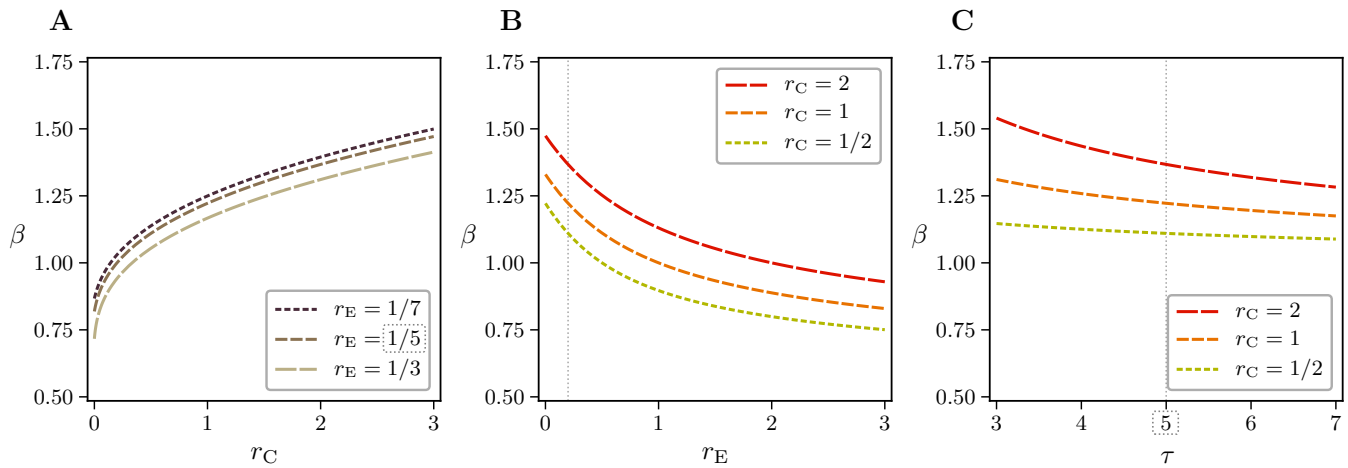 A
1.75
1.50
1.25
1.00
0.75
0.50
β
0
1
2
3
r_C
r_E = 1/7
r_E = 1/5
r_E = 1/3
B
1.75
1.50
1.25
1.00
0.75
0.50
β
0
1
2
3
r_E
r_C = 2
r_C = 1
r_C = 1/2
C
1.75
1.50
1.25
1.00
0.75
0.50
β
3
4
5
6
7
τ
r_C = 2
r_C = 1
r_C = 1/2